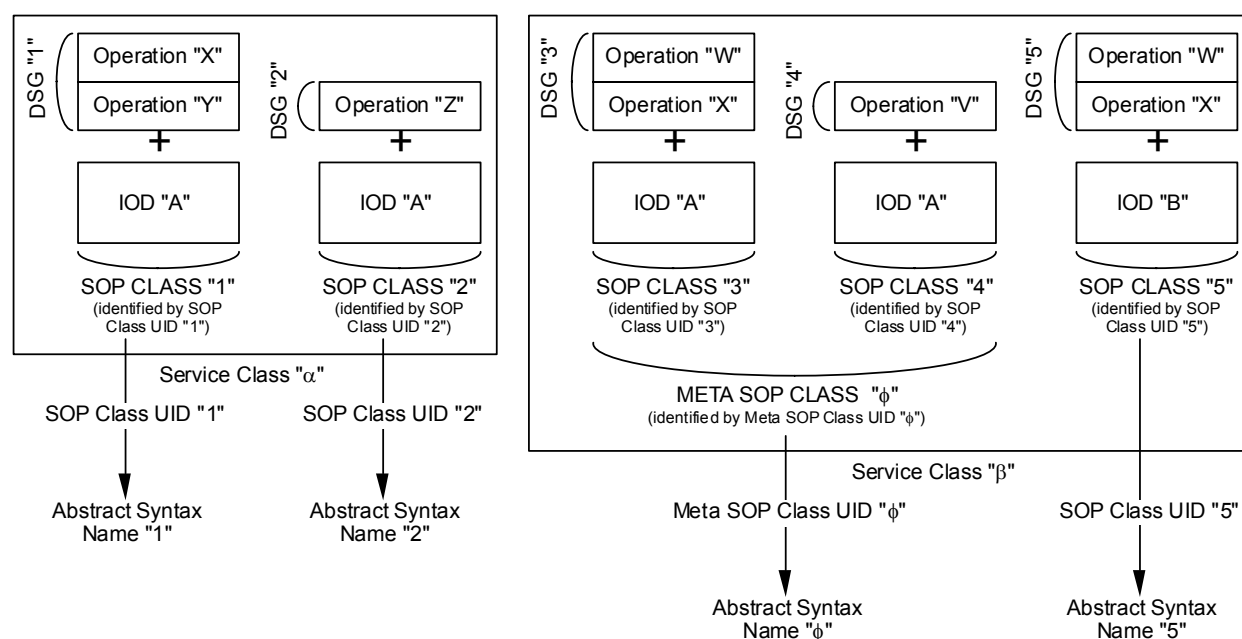 DSG "1"
Operation "X"
Operation "Y"
+
IOD "A"
SOP CLASS "1"
(identified by SOP
Class UID "1")
DSG "2"
Operation "Z"
+
IOD "A"
SOP CLASS "2"
(identified by SOP
Class UID "2")
Service Class "α"
SOP Class UID "1"
SOP Class UID "2"
Abstract Syntax
Name "1"
Abstract Syntax
Name "2"
DSG "3"
Operation "W"
Operation "X"
+
IOD "A"
SOP CLASS "3"
(identified by SOP
Class UID "3")
DSG "4"
Operation "V"
+
IOD "A"
SOP CLASS "4"
(identified by SOP
Class UID "4")
DSG "5"
Operation "W"
Operation "X"
+
IOD "B"
SOP CLASS "5"
(identified by SOP
Class UID "5")
META SOP CLASS "ϕ"
(identified by Meta SOP Class UID "ϕ")
Service Class "β"
Meta SOP Class UID "ϕ"
SOP Class UID "5"
Abstract Syntax
Name "ϕ"
Abstract Syntax
Name "5"